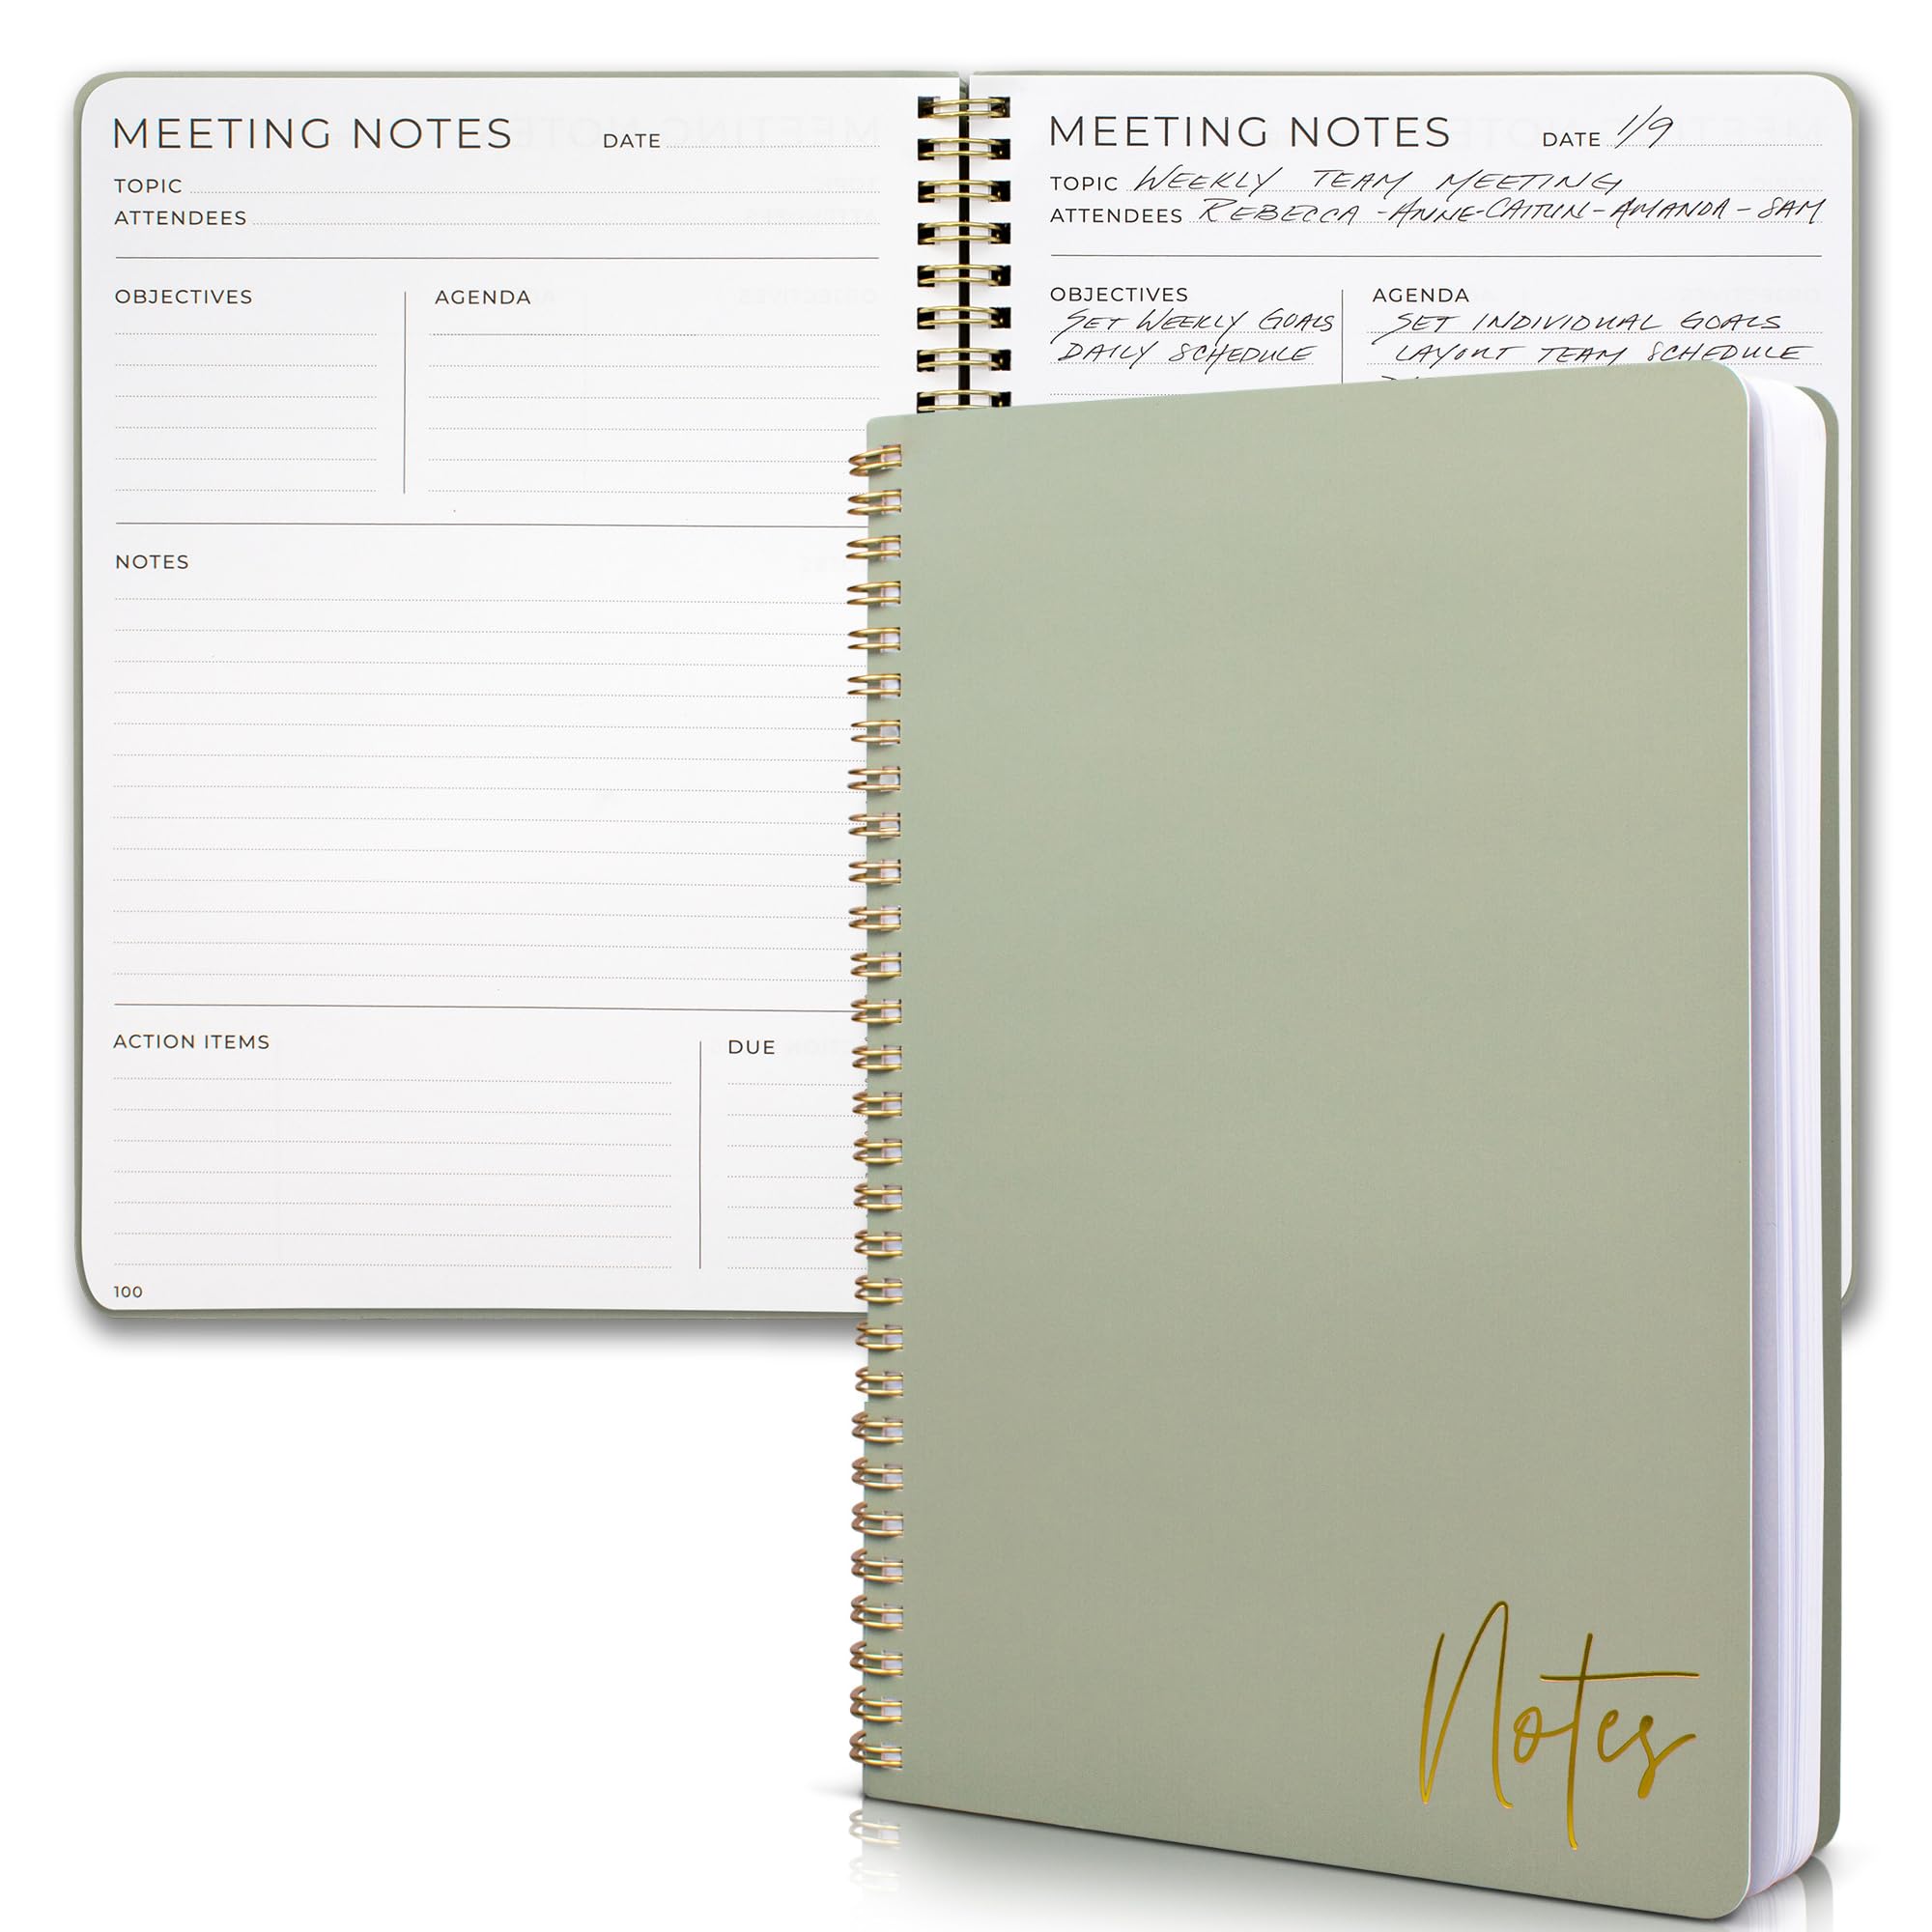 MEETING NOTES DATE
TOPIC
ATTENDEES
OBJECTIVES AGENDA
NOTES
ACTION ITEMS DUE
100
MEETING NOTES DATE 1/9
TOPIC WEEKLY TEAM MEETING
ATTENDEES REBECCA - ANNE - CAITLIN - AMANDA - SAM
OBJECTIVES AGENDA
SET WEEKLY GOALS SET INDIVIDUAL GOALS
DAILY SCHEDULE LAYOUT TEAM SCHEDULE
Notes